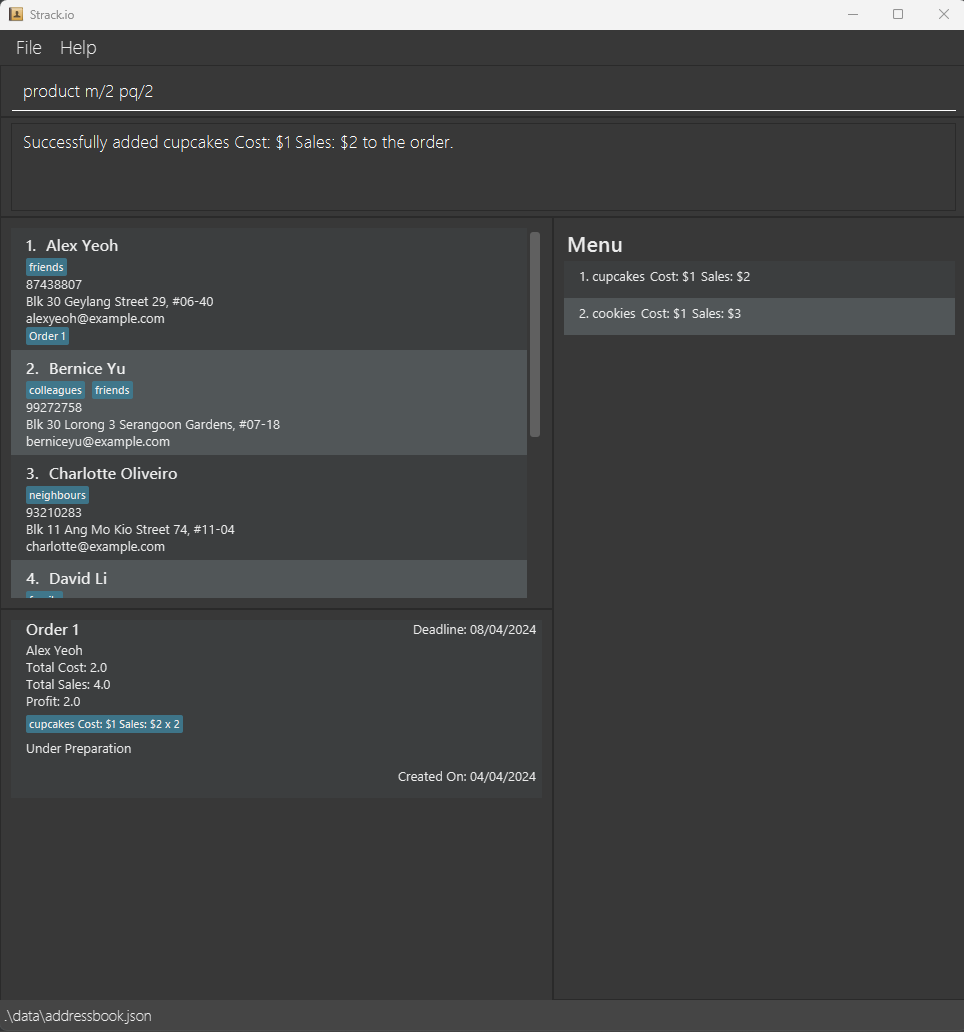 Strack.io
File Help
product m/2 pq/2
Successfully added cupcakes Cost: $1 Sales: $2 to the order.
1. Alex Yeoh
friends
87438807
Blk 30 Geylang Street 29, #06-40
alexyeoh@example.com
Order 1
2. Bernice Yu
colleagues friends
99272758
Blk 30 Lorong 3 Serangoon Gardens, #07-18
berniceyu@example.com
3. Charlotte Oliveiro
neighbours
93210283
Blk 11 Ang Mo Kio Street 74, #11-04
charlotte@example.com
4. David Li
Order 1
Deadline: 08/04/2024
Alex Yeoh
Total Cost: 2.0
Total Sales: 4.0
Profit: 2.0
cupcakes Cost: $1 Sales: $2 x 2
Under Preparation
Created On: 04/04/2024
Menu
1. cupcakes Cost: $1 Sales: $2
2. cookies Cost: $1 Sales: $3
.\data\addressbook.json